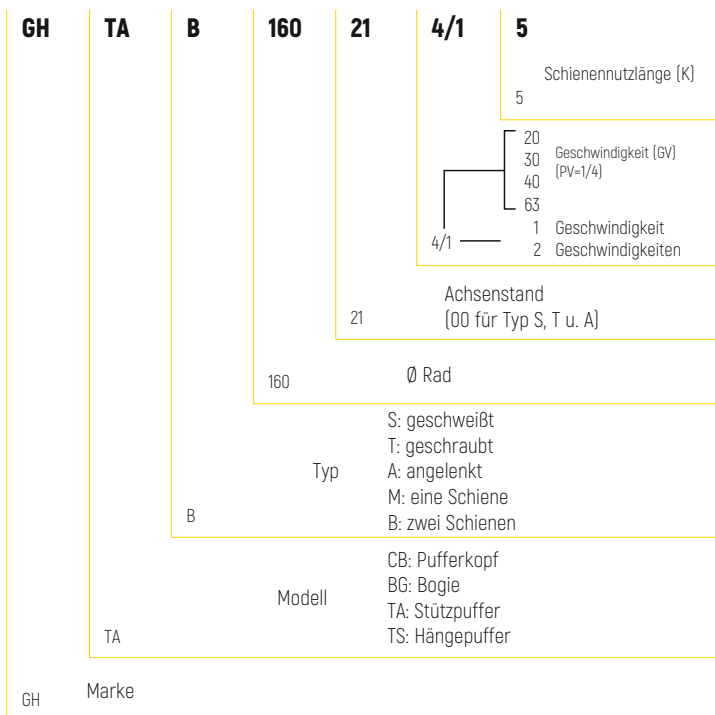 GH TA B 160 21 4/1 5
Schienennutzlänge (K)
5
20
30
40
63
Geschwindigkeit (GV)
(PV=1/4)
4/1
1 Geschwindigkeit
2 Geschwindigkeiten
Achsenstand
21 (00 für Typ S, T u. A)
160 Ø Rad
S: geschweißt
T: geschraubt
Typ A: angelenkt
M: eine Schiene
B B: zwei Schienen
CB: Pufferkopf
BG: Bogie
Modell TA: Stützpuffer
TA TS: Hängepuffer
GH Marke